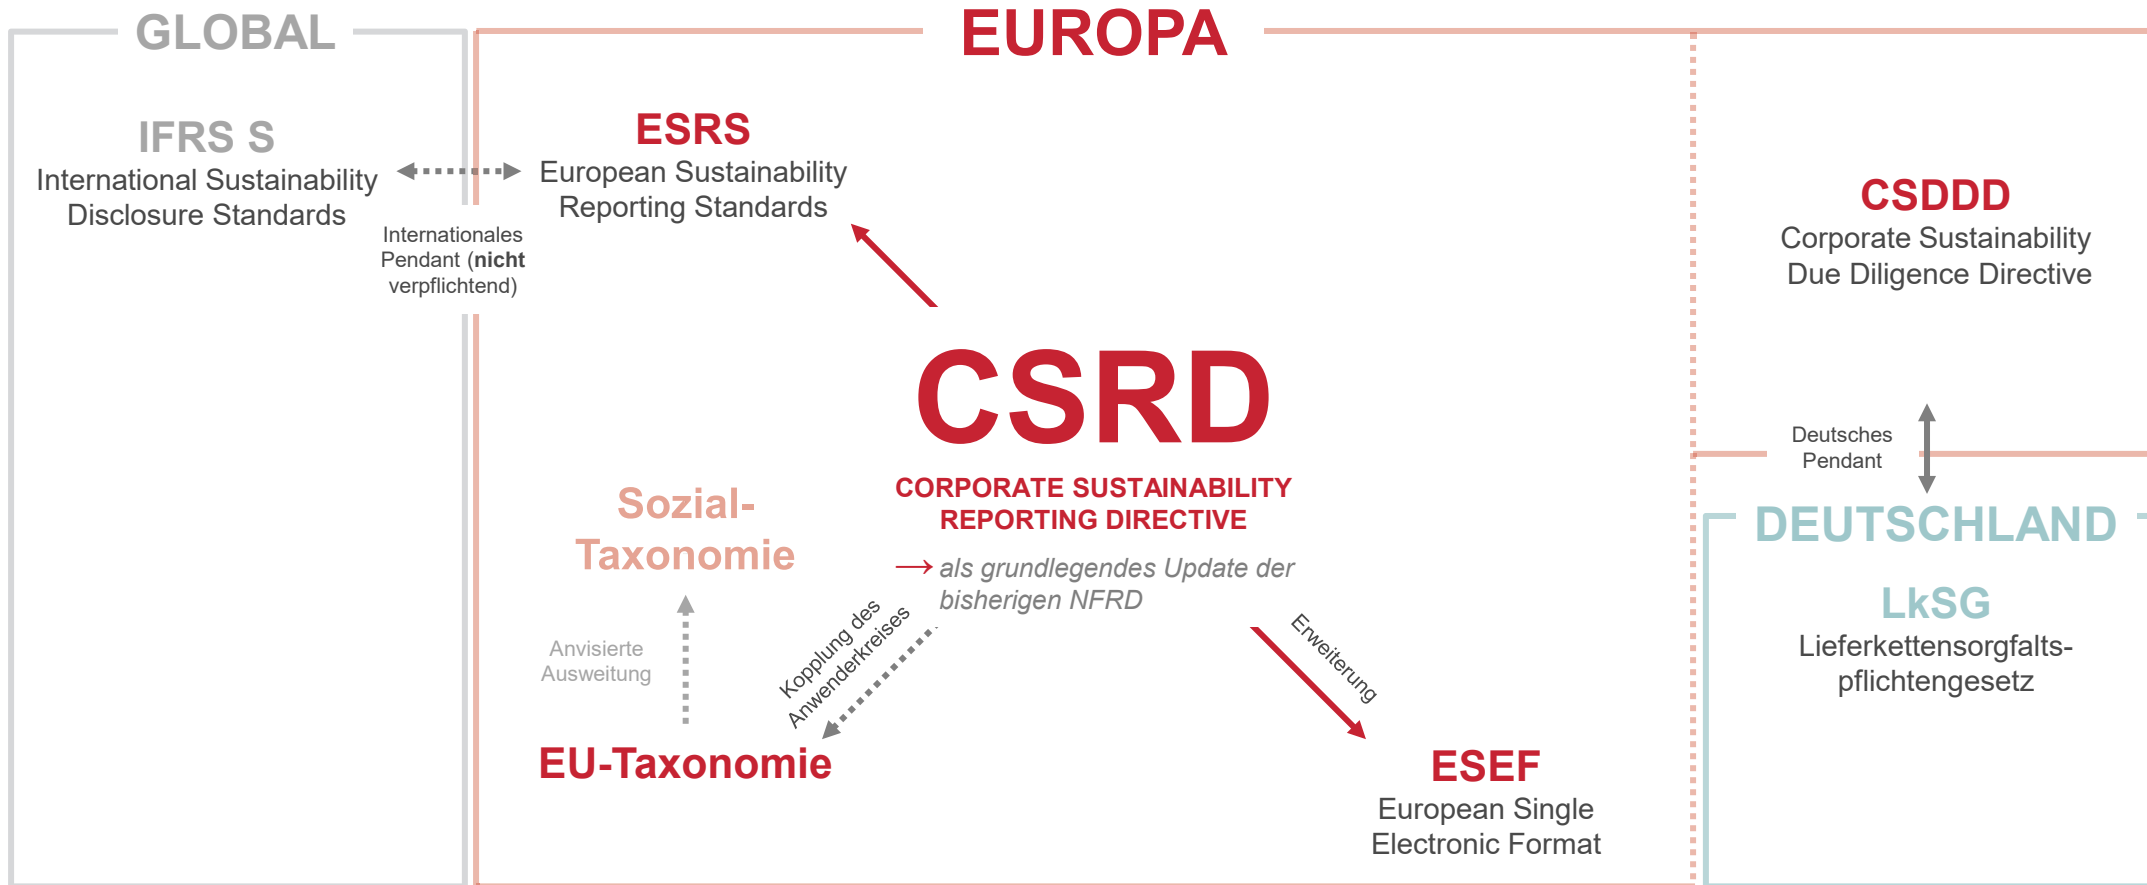 GLOBAL
EUROPA
IFRS S
International Sustainability
Disclosure Standards
Internationales
Pendant (nicht
verpflichtend)
ESRS
European Sustainability
Reporting Standards
CSRD
CORPORATE SUSTAINABILITY
REPORTING DIRECTIVE
→ als grundlegendes Update der
bisherigen NFRD
Sozial-
Taxonomie
Anvisierte
Ausweitung
Kopplung des
Anwenderkreises
EU-Taxonomie
Erweiterung
ESEF
European Single
Electronic Format
CSDDD
Corporate Sustainability
Due Diligence Directive
Deutsches
Pendant
DEUTSCHLAND
LkSG
Lieferkettensorgfalts-
pflichtengesetz